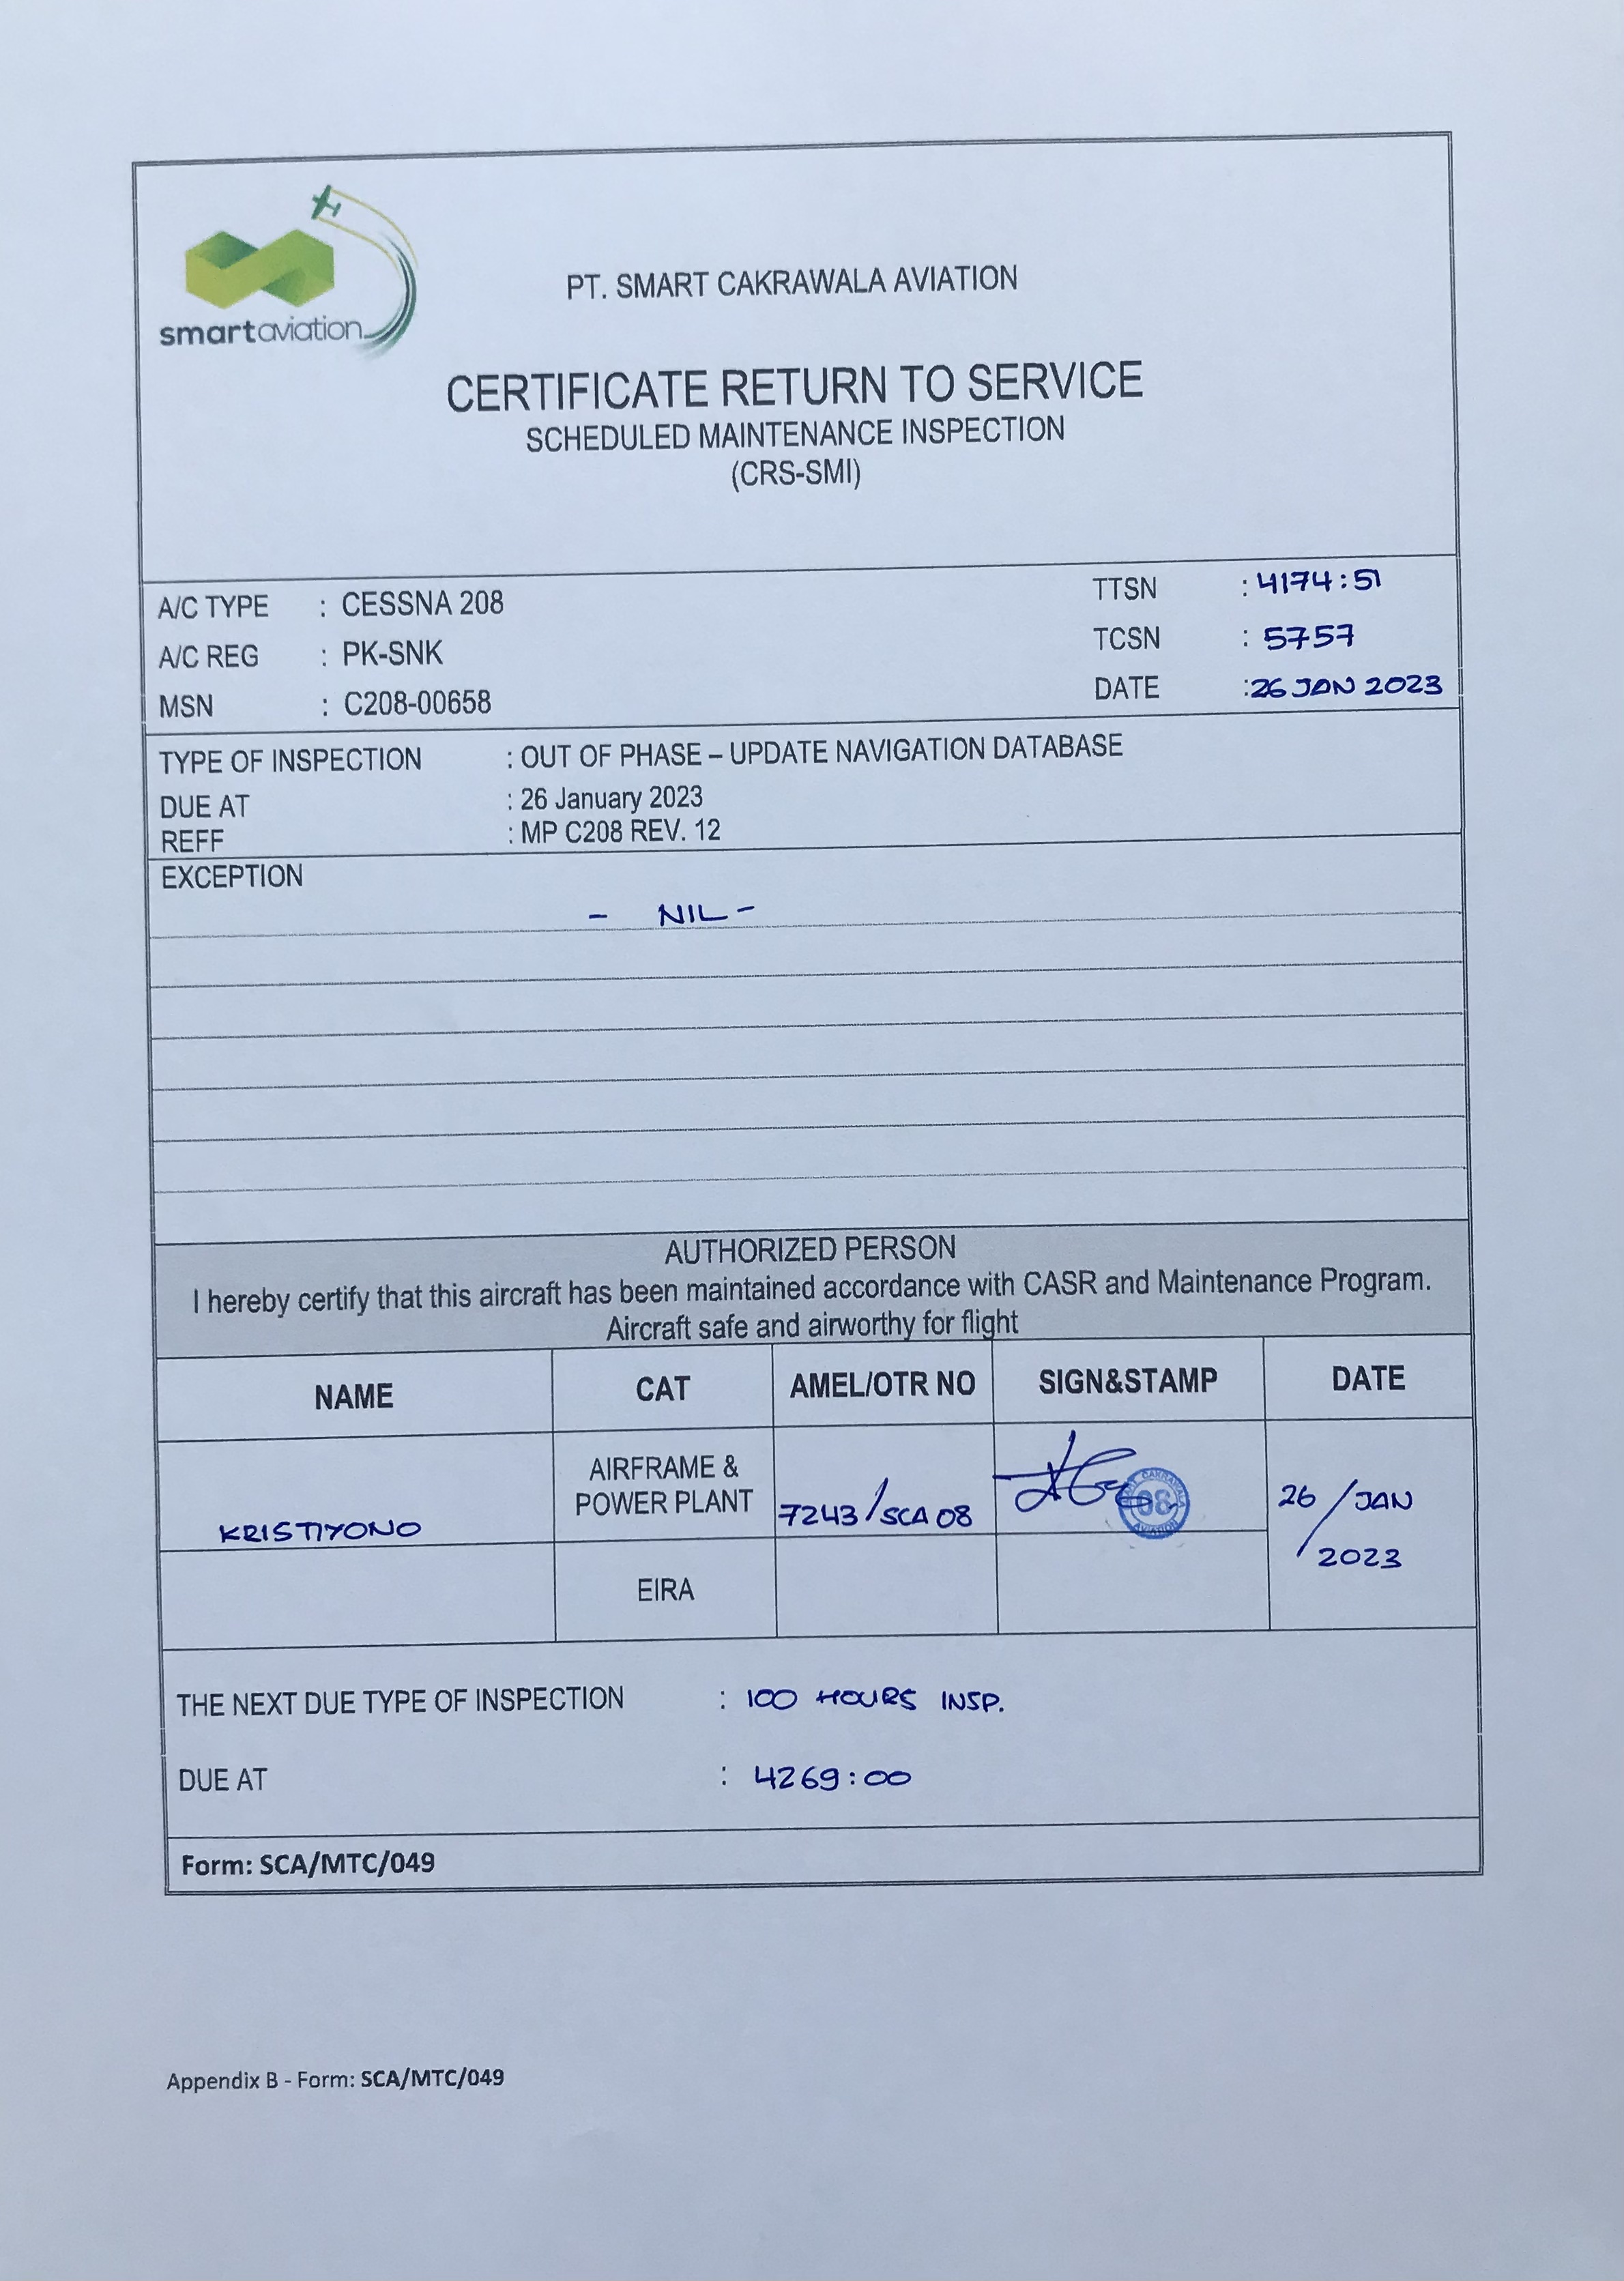 smartaviation
PT. SMART CAKRAWALA AVIATION
CERTIFICATE RETURN TO SERVICE
SCHEDULED MAINTENANCE INSPECTION
(CRS-SMI)
A/C TYPE : CESSNA 208 TTSN : 4174:51
A/C REG : PK-SNK TCSN : 5757
MSN : C208-00658 DATE : 26 JAN 2023
TYPE OF INSPECTION : OUT OF PHASE – UPDATE NAVIGATION DATABASE
DUE AT : 26 January 2023
REFF : MP C208 REV. 12
EXCEPTION
- NIL -
AUTHORIZED PERSON
I hereby certify that this aircraft has been maintained accordance with CASR and Maintenance Program.
Aircraft safe and airworthy for flight
NAME CAT AMEL/OTR NO SIGN&STAMP DATE
KRISTIYONO AIRFRAME & POWER PLANT 7243/SCA 08 CAKRAWALA 08 AVIATION 26/JAN/2023
EIRA
THE NEXT DUE TYPE OF INSPECTION : 100 HOURS INSP.
DUE AT : 4269:00
Form: SCA/MTC/049
Appendix B - Form: SCA/MTC/049